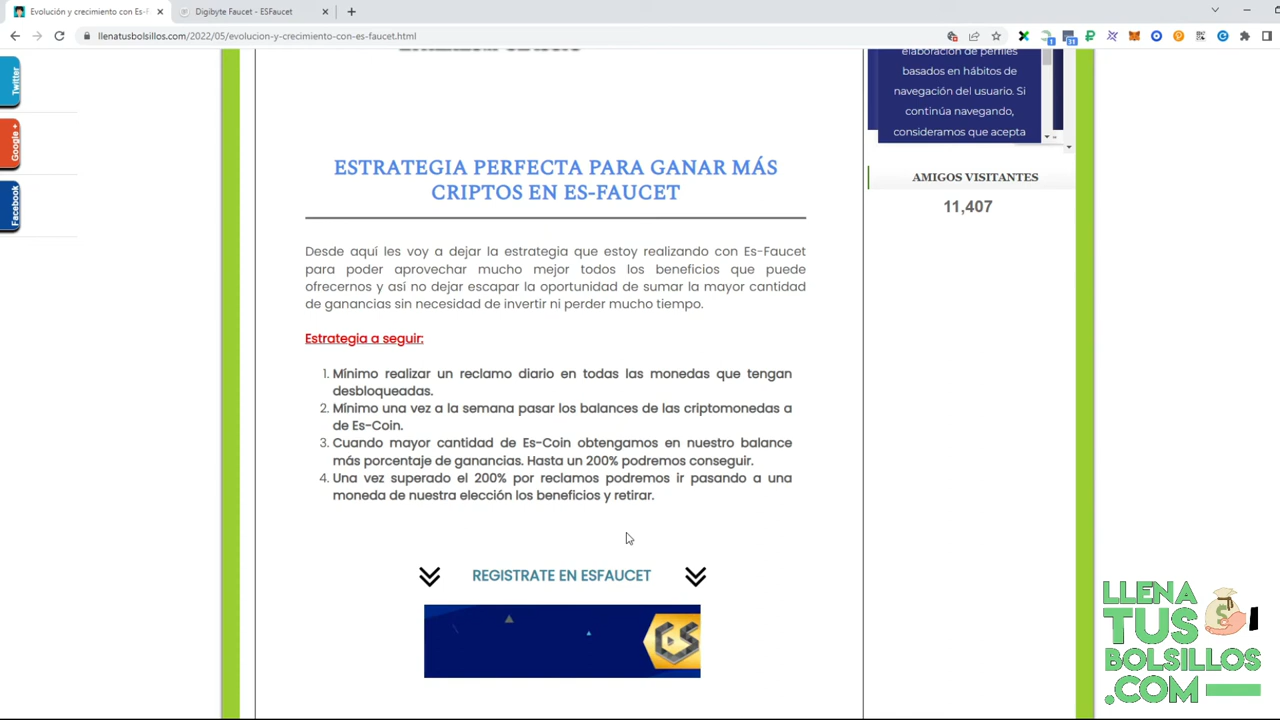 Evolución y crecimiento con Es-F
Digibyte Faucet - ESFaucet
llenatusbolsillos.com/2022/05/evolucion-y-crecimiento-con-es-faucet.html
Twitter
Google +
Facebook
elaboración de perfiles
basados en hábitos de
navegación del usuario. Si
continúa navegando,
consideramos que acepta
AMIGOS VISITANTES
11,407
ESTRATEGIA PERFECTA PARA GANAR MÁS
CRIPTOS EN ES-FAUCET
Desde aquí les voy a dejar la estrategia que estoy realizando con Es-Faucet
para poder aprovechar mucho mejor todos los beneficios que puede
ofrecernos y así no dejar escapar la oportunidad de sumar la mayor cantidad
de ganancias sin necesidad de invertir ni perder mucho tiempo.
Estrategia a seguir:
1. Mínimo realizar un reclamo diario en todas las monedas que tengan
desbloqueadas.
2. Mínimo una vez a la semana pasar los balances de las criptomonedas a
de Es-Coin.
3. Cuando mayor cantidad de Es-Coin obtengamos en nuestro balance
más porcentaje de ganancias. Hasta un 200% podremos conseguir.
4. Una vez superado el 200% por reclamos podremos ir pasando a una
moneda de nuestra elección los beneficios y retirar.
REGISTRATE EN ESFAUCET
ES
LLENA
TUS
BOLSILLOS
.COM